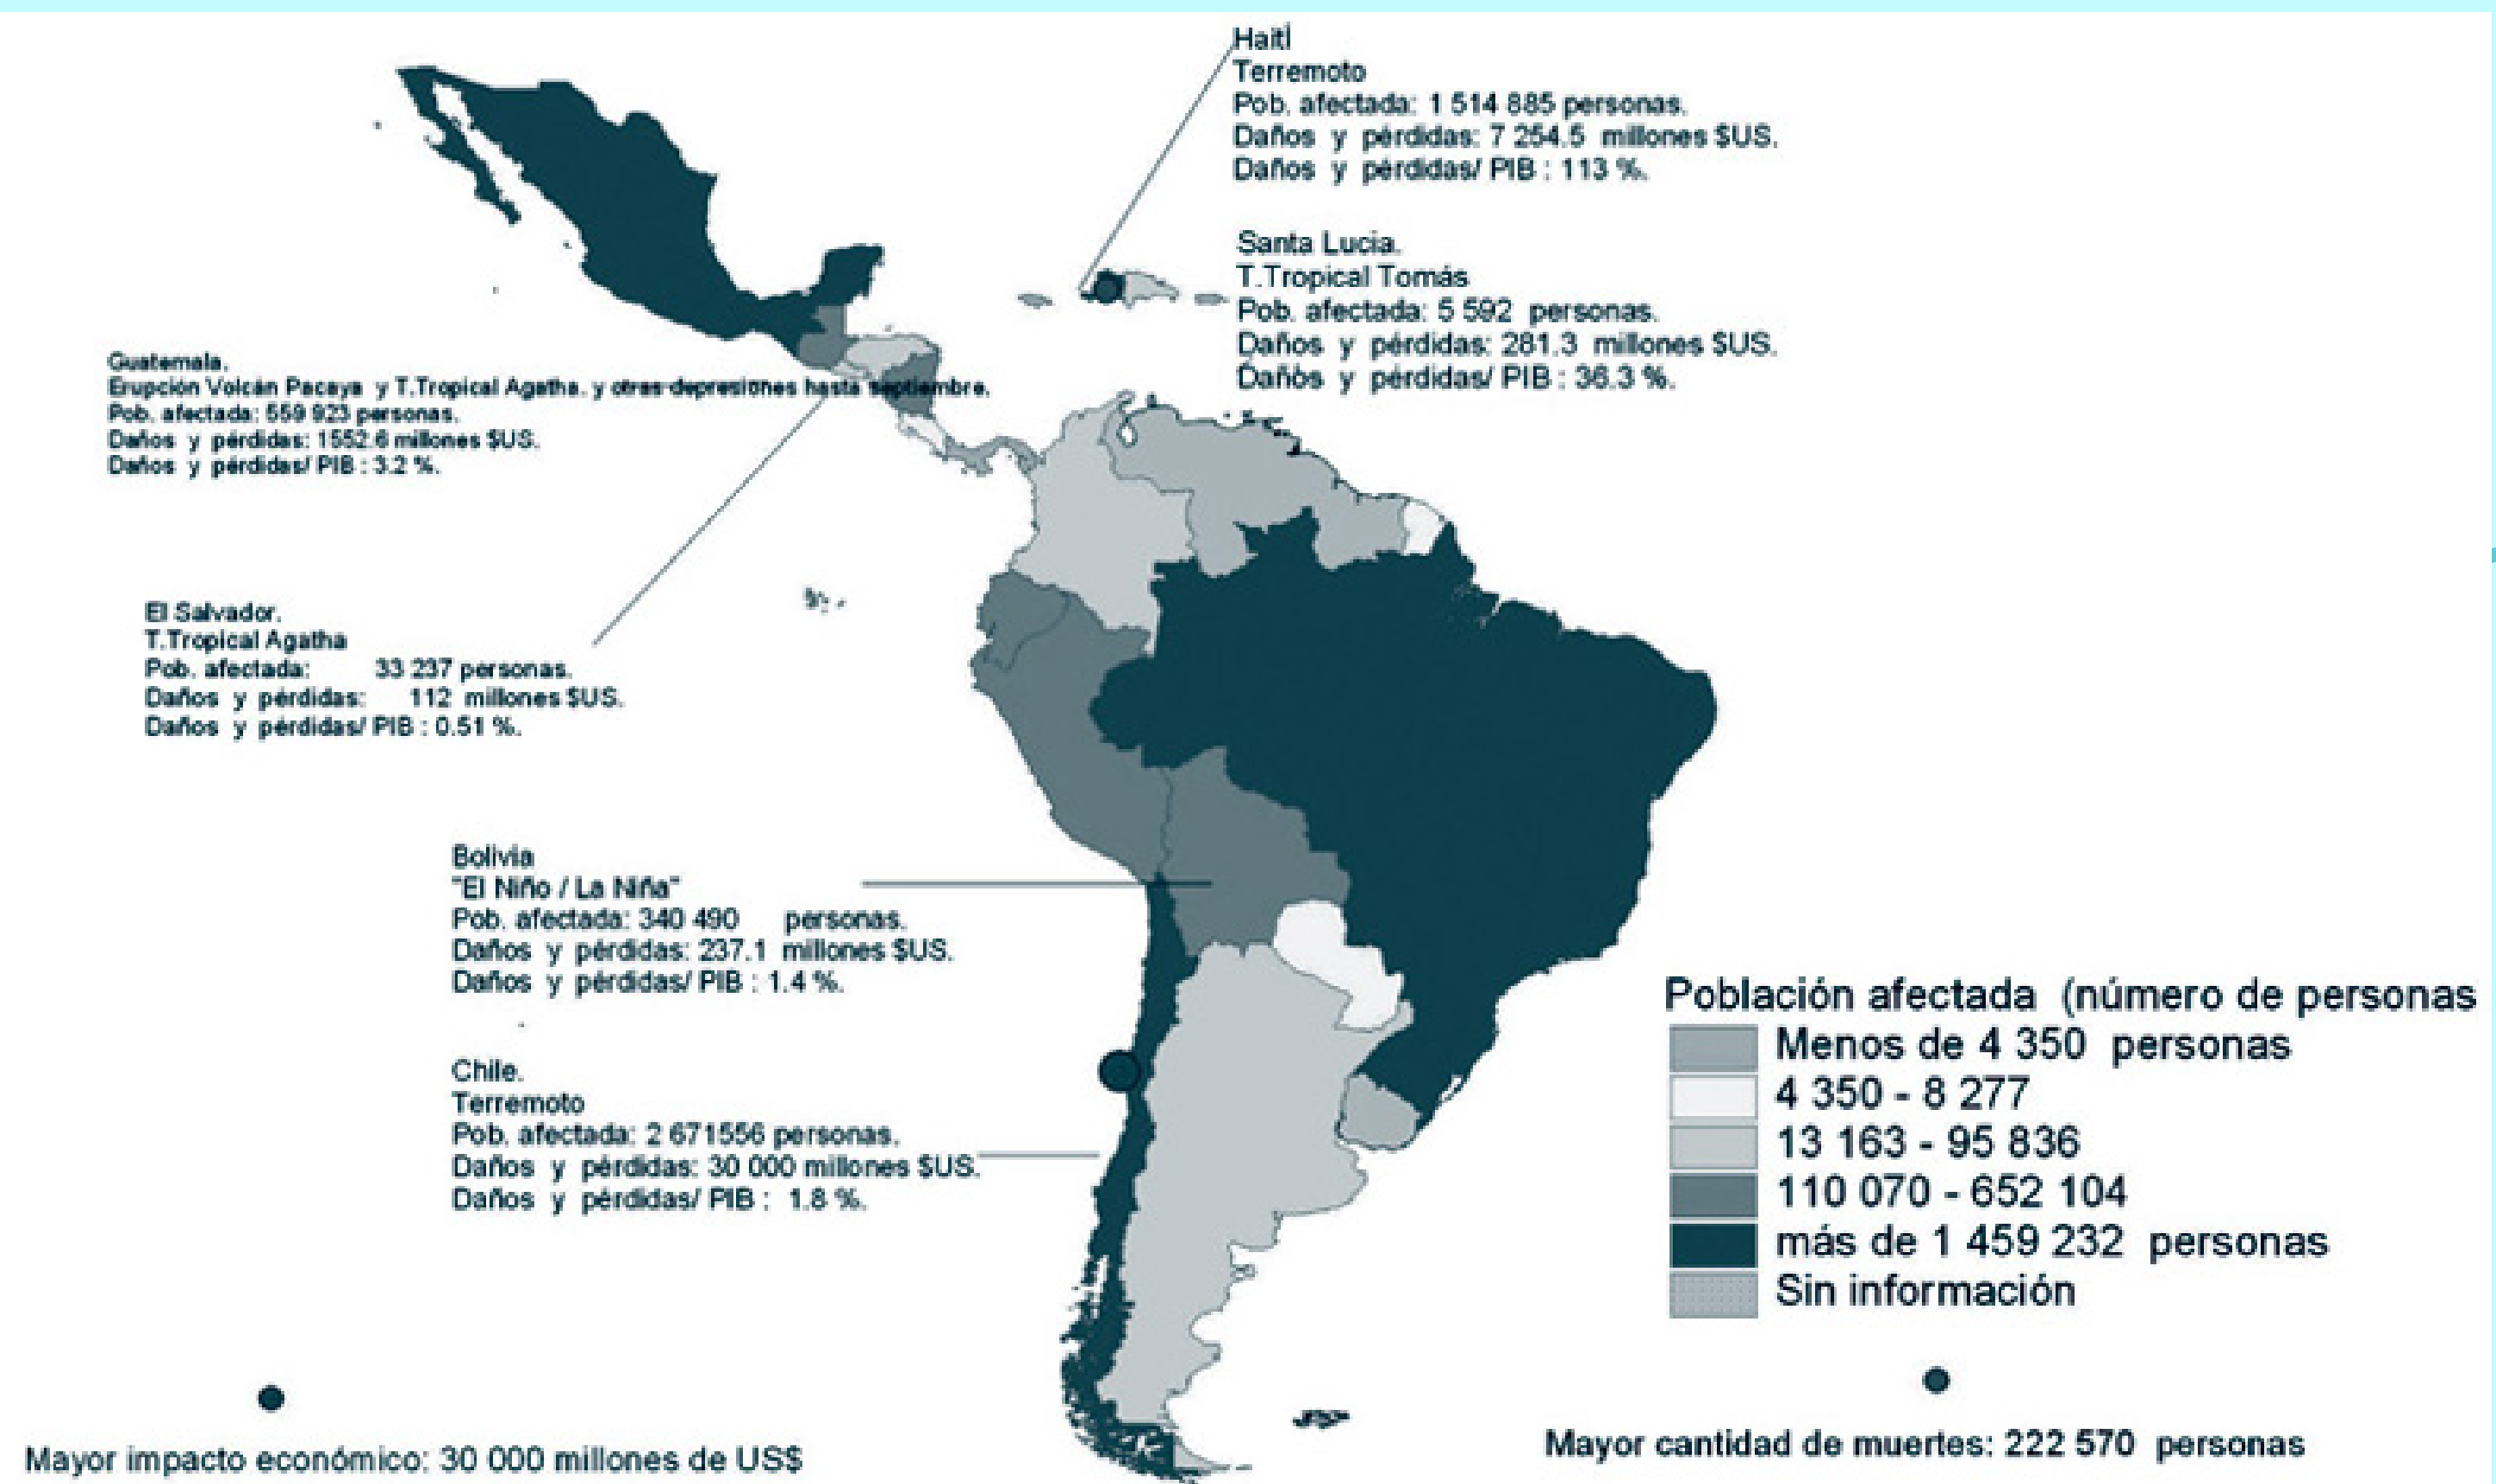 Haití
Terremoto
Pob. afectada: 1 514 885 personas.
Daños y pérdidas: 7 254.5 millones $US.
Daños y pérdidas/ PIB : 113 %.
Santa Lucia.
T.Tropical Tomás
Pob. afectada: 5 592 personas.
Daños y pérdidas: 281.3 millones $US.
Daños y pérdidas/ PIB : 36.3 %.
Guatemala.
Erupción Volcán Pacaya y T.Tropical Agatha. y otras depresiones hasta septiembre.
Pob. afectada: 559 923 personas.
Daños y pérdidas: 1552.6 millones $US.
Daños y pérdidas/ PIB : 3.2 %.
El Salvador.
T.Tropical Agatha
Pob. afectada: 33 237 personas.
Daños y pérdidas: 112 millones $US.
Daños y pérdidas/ PIB : 0.51 %.
Bolivia
"El Niño / La Niña"
Pob. afectada: 340 490 personas.
Daños y pérdidas: 237.1 millones $US.
Daños y pérdidas/ PIB : 1.4 %.
Chile.
Terremoto
Pob. afectada: 2 671556 personas.
Daños y pérdidas: 30 000 millones $US.
Daños y pérdidas/ PIB : 1.8 %.
Población afectada (número de personas
Menos de 4 350 personas
4 350 - 8 277
13 163 - 95 836
110 070 - 652 104
más de 1 459 232 personas
Sin información
Mayor impacto económico: 30 000 millones de US$
Mayor cantidad de muertes: 222 570 personas